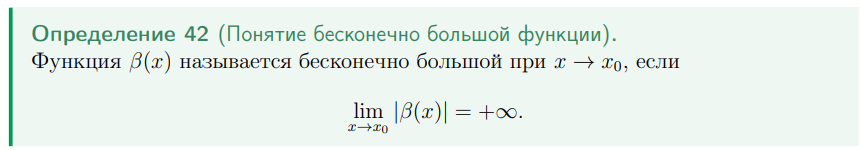 Определение 42 (Понятие бесконечно большой функции).
Функция β(x) называется бесконечно большой при x → x₀, если
lim |β(x)| = +∞.
x→x₀